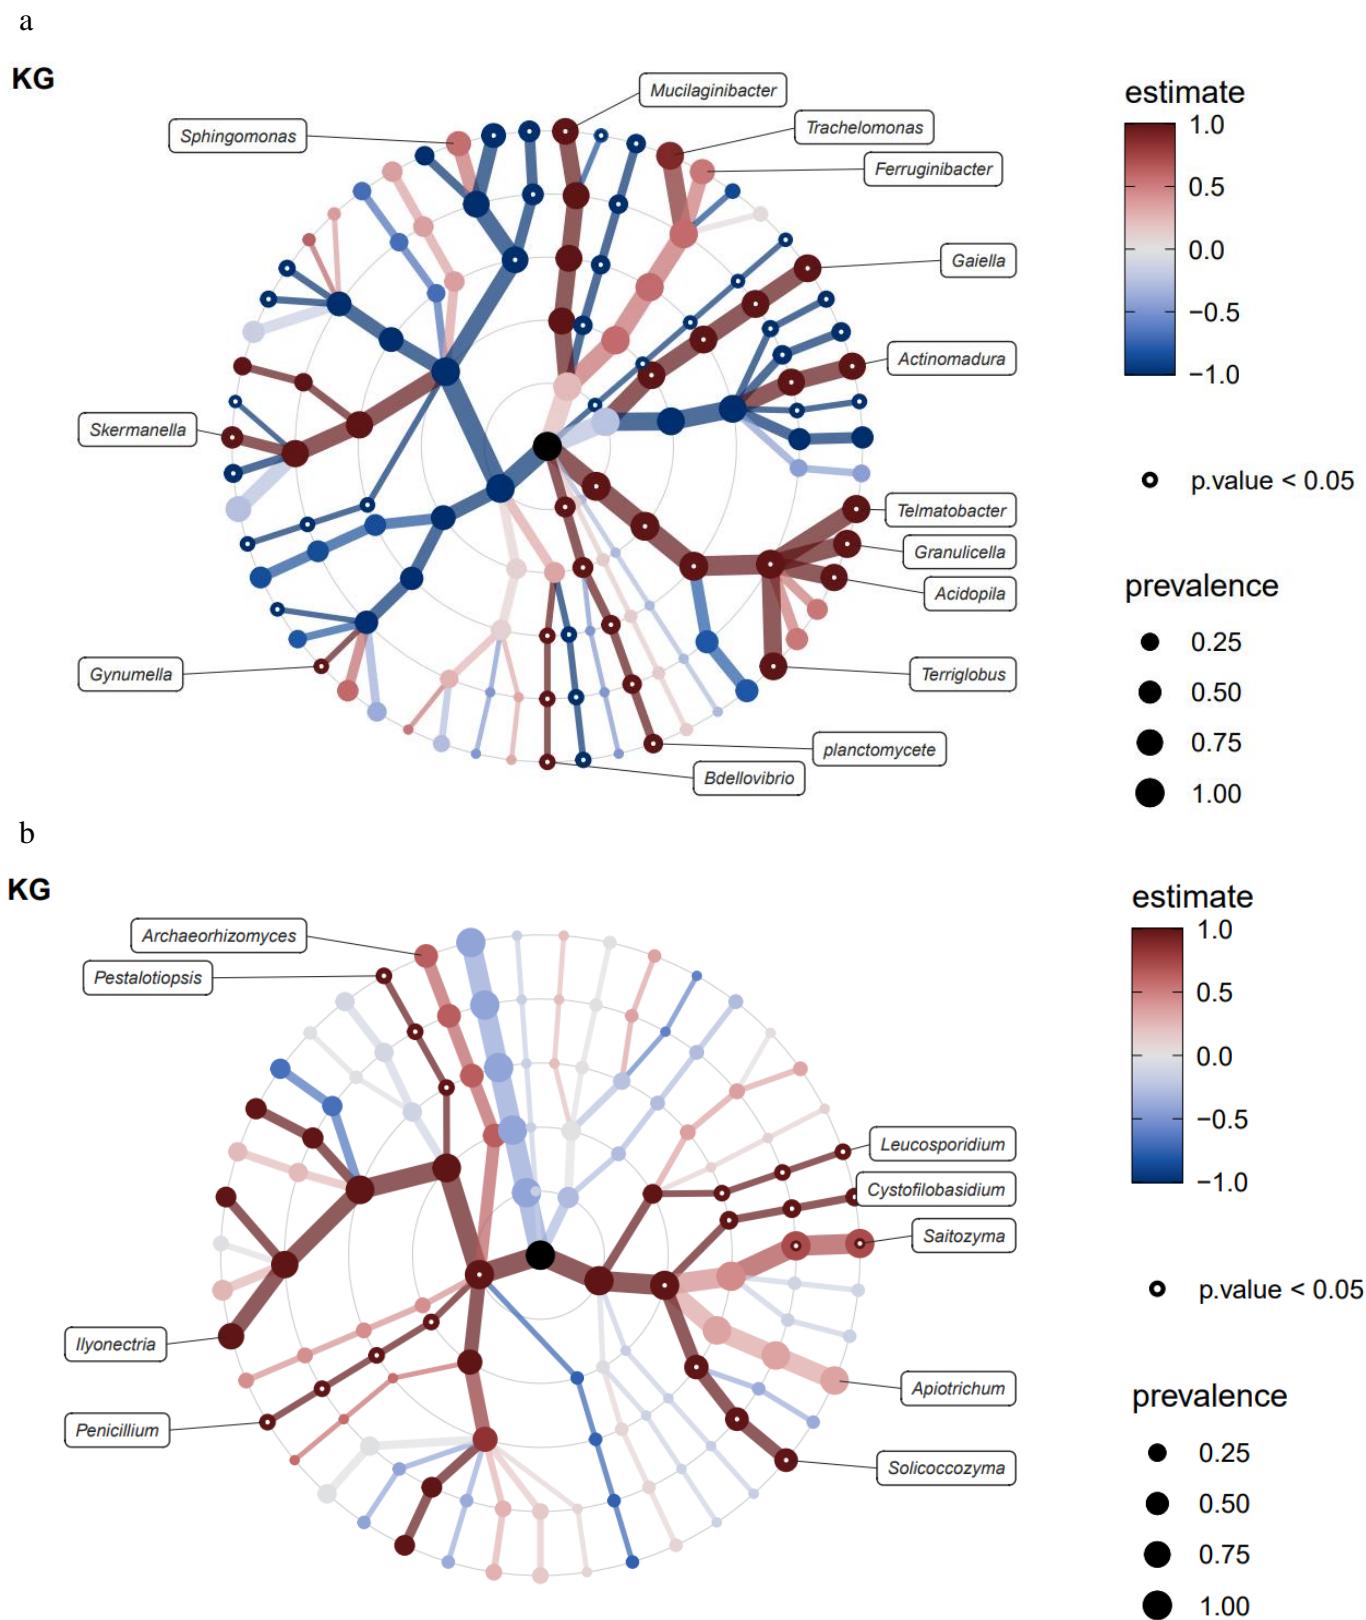 a
KG
Mucilaginibacter
Sphingomonas
Trachelomonas
Ferruginibacter
Gaiella
Actinomadura
Skermanella
Telmatobacter
Granulicella
Acidopila
Gynumella
Terriglobus
planctomycete
Bdellovibrio
estimate
1.0
0.5
0.0
−0.5
−1.0
p.value < 0.05
prevalence
0.25
0.50
0.75
1.00
b
KG
Archaeorhizomyces
Pestalotiopsis
Leucosporidium
Cystofilobasidium
Saitozyma
Ilyonectria
Apiotrichum
Penicillium
Solicoccozyma
estimate
1.0
0.5
0.0
−0.5
−1.0
p.value < 0.05
prevalence
0.25
0.50
0.75
1.00